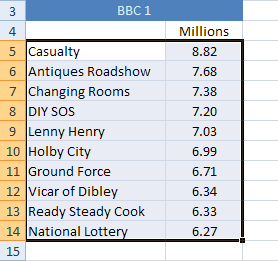 3 BBC 1
4 Millions
5 Casualty 8.82
6 Antiques Roadshow 7.68
7 Changing Rooms 7.38
8 DIY SOS 7.20
9 Lenny Henry 7.03
10 Holby City 6.99
11 Ground Force 6.71
12 Vicar of Dibley 6.34
13 Ready Steady Cook 6.33
14 National Lottery 6.27
15